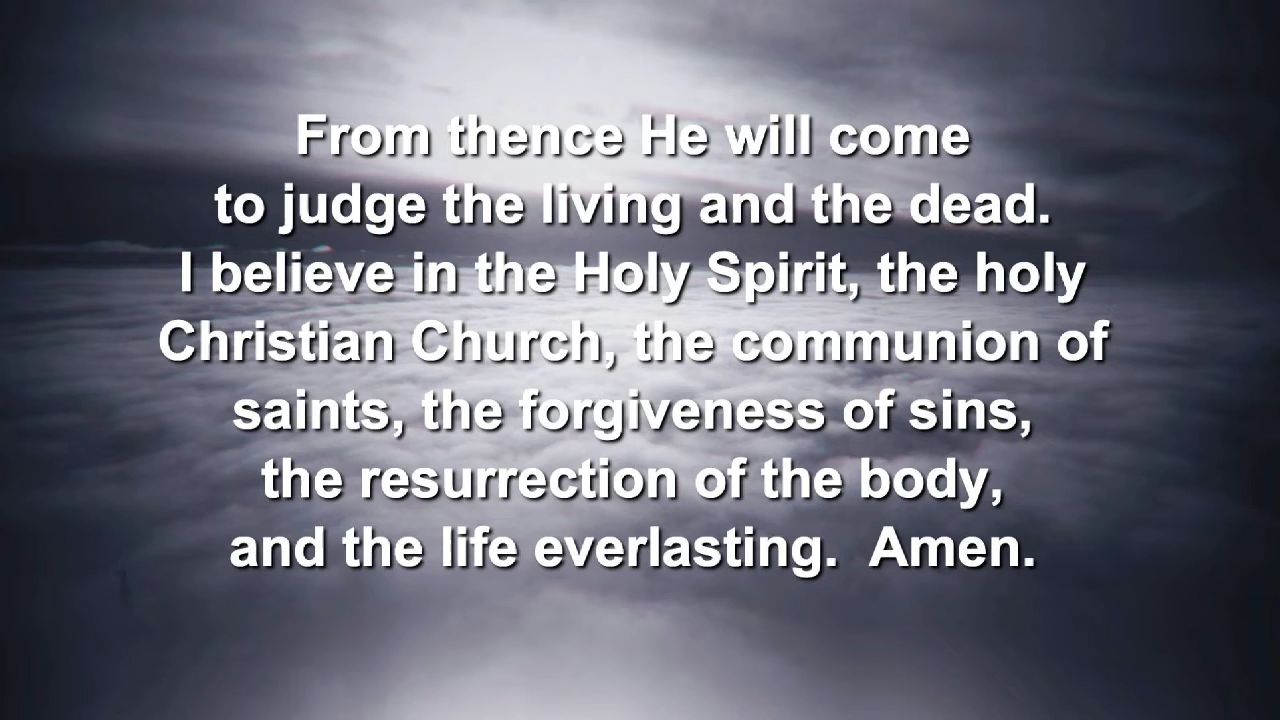 From thence He will come
to judge the living and the dead.
I believe in the Holy Spirit, the holy
Christian Church, the communion of
saints, the forgiveness of sins,
the resurrection of the body,
and the life everlasting.  Amen.